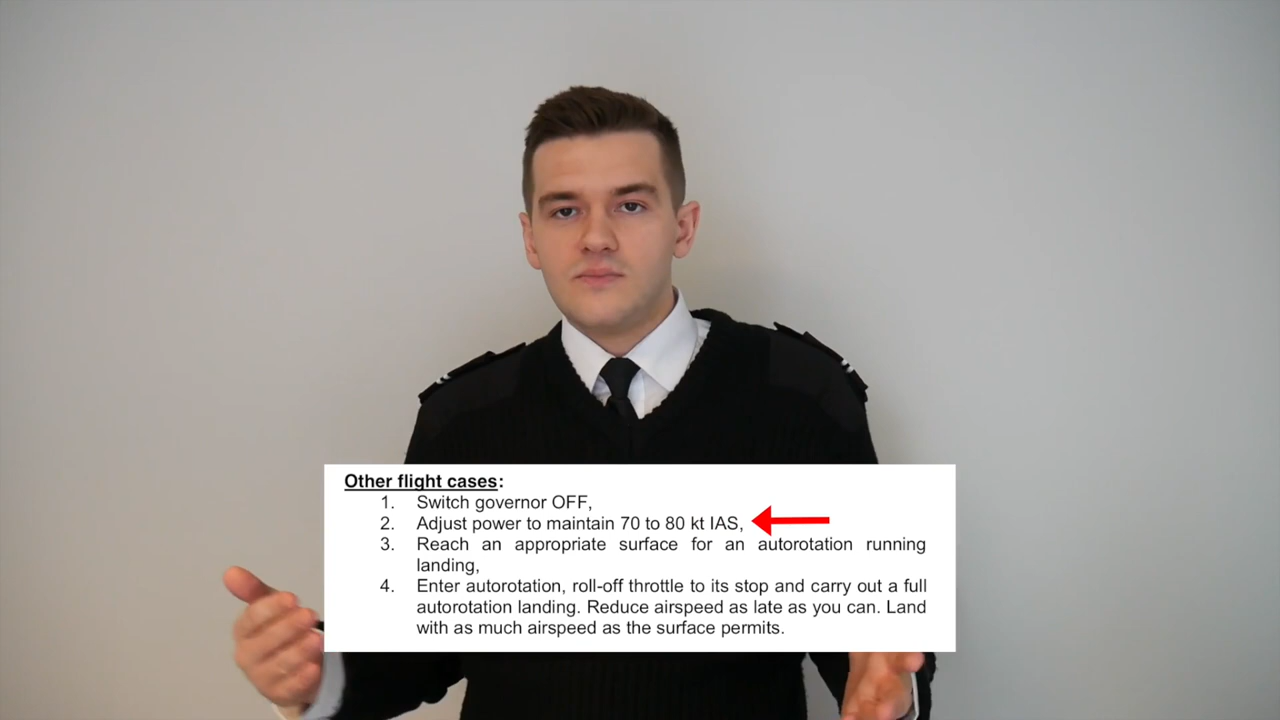 Other flight cases:
1. Switch governor OFF,
2. Adjust power to maintain 70 to 80 kt IAS,
3. Reach an appropriate surface for an autorotation running
landing,
4. Enter autorotation, roll-off throttle to its stop and carry out a full
autorotation landing. Reduce airspeed as late as you can. Land
with as much airspeed as the surface permits.